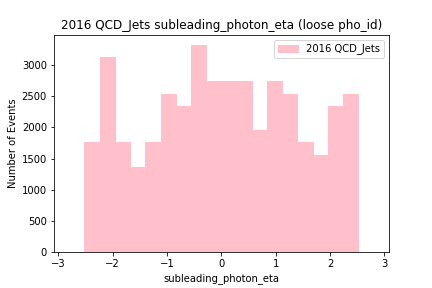 2016 QCD_Jets subleading_photon_eta (loose pho_id)
2016 QCD_Jets
Number of Events
3000
2500
2000
1500
1000
500
0
−3 −2 −1 0 1 2 3
subleading_photon_eta